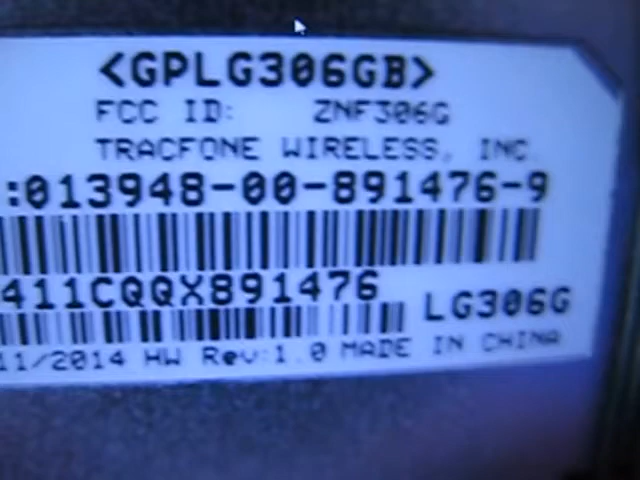 <GPLG306GB>
FCC ID: ZNF306G
TRACFONE WIRELESS, INC.
:013948-00-891476-9
411CQQX891476
LG306G
11/2014 HW Rev:1.0 MADE IN CHINA